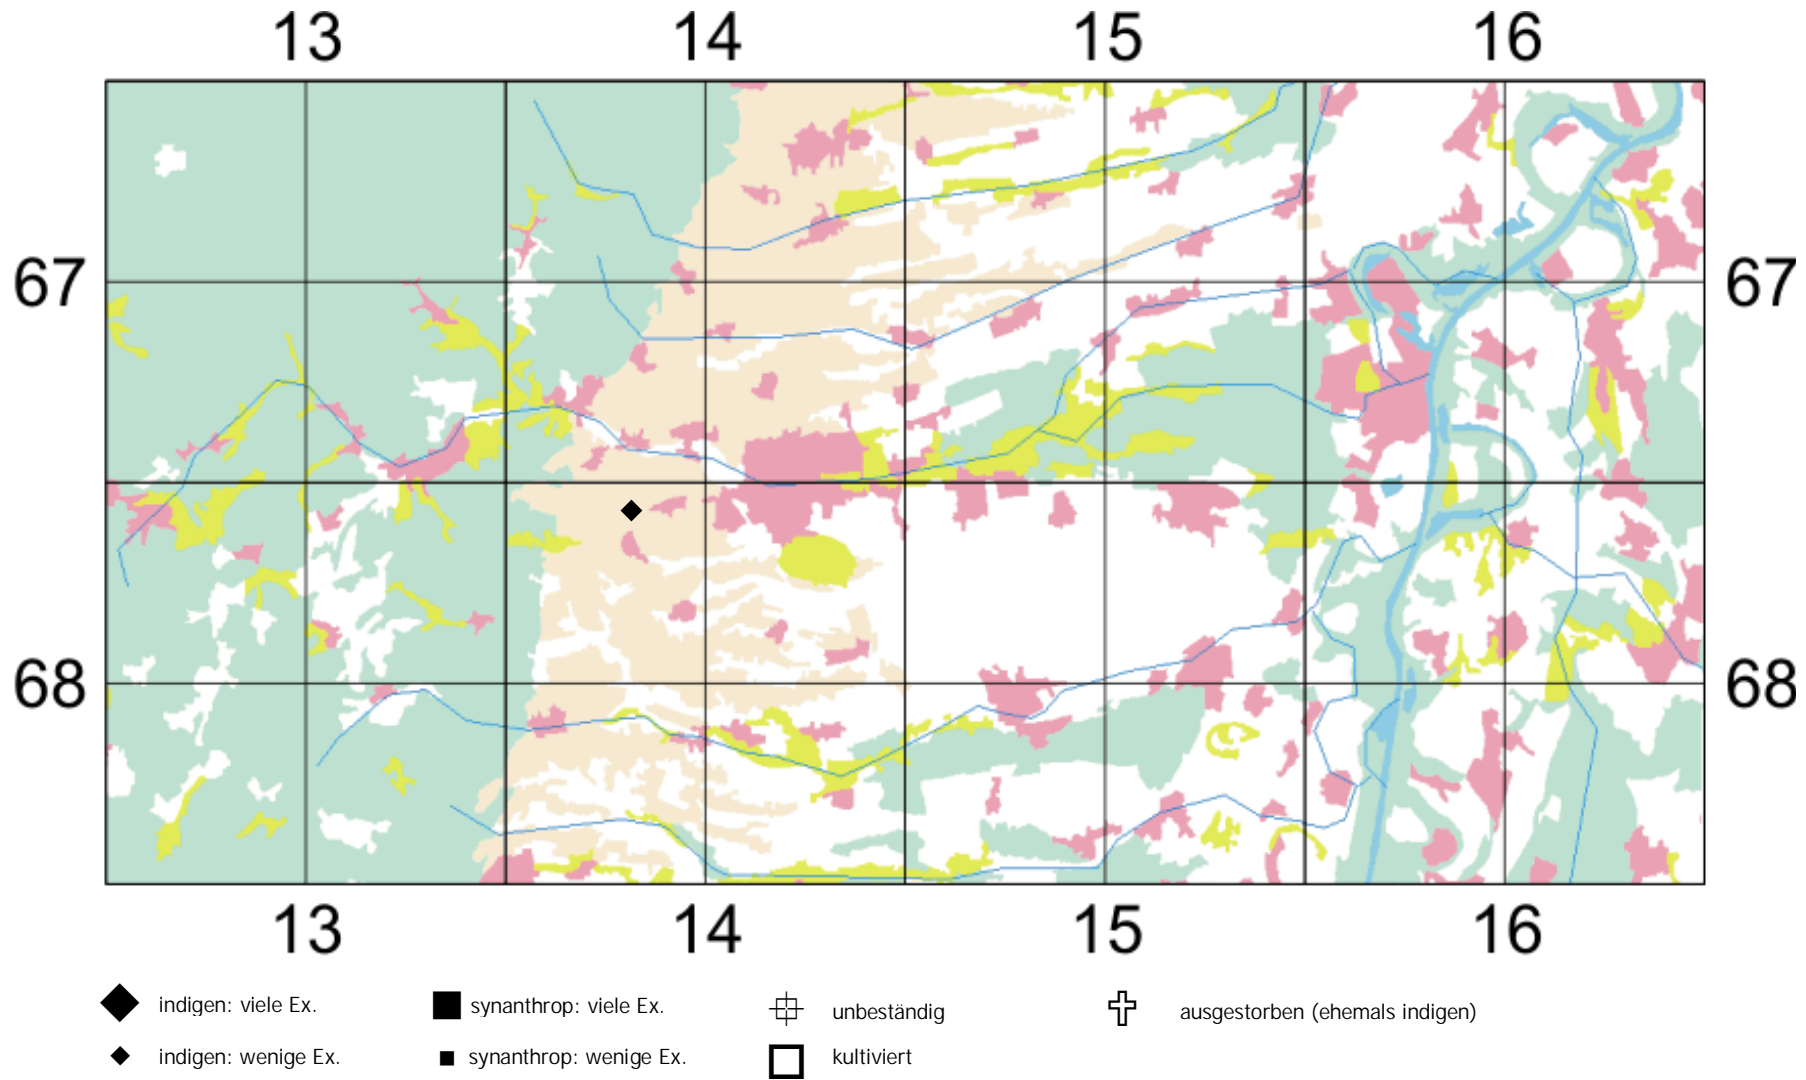 13 14 15 16
67 67
68 68
13 14 15 16
indigen: viele Ex. synanthrop: viele Ex. unbeständig ausgestorben (ehemals indigen)
indigen: wenige Ex. synanthrop: wenige Ex. kultiviert